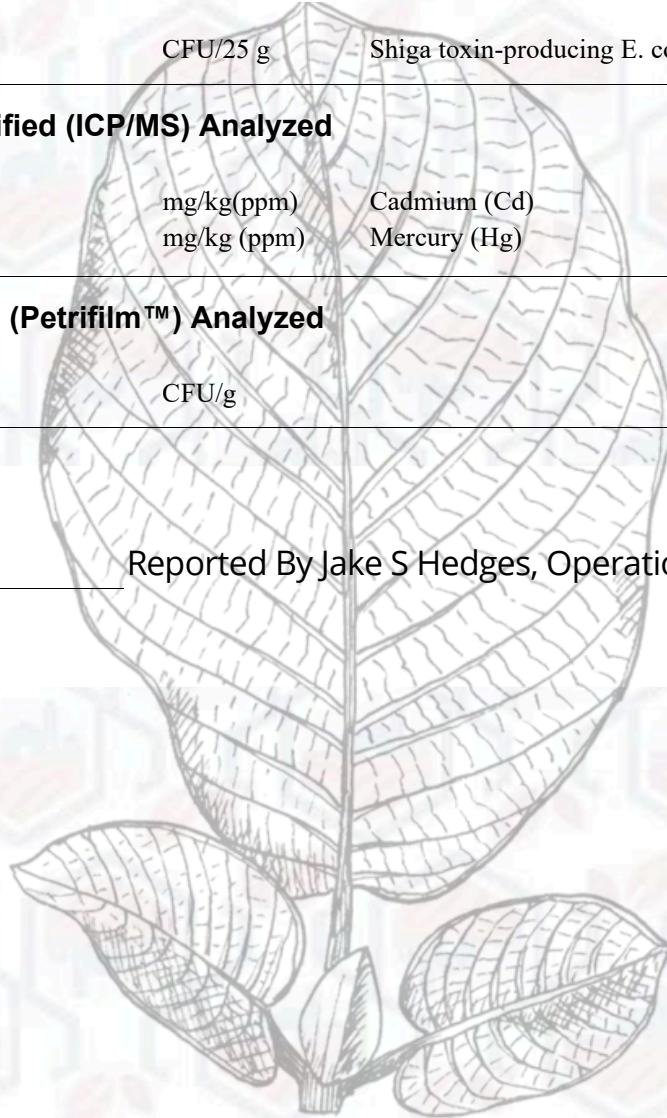 CFU/25 g Shiga toxin-producing E. co
ified (ICP/MS) Analyzed
mg/kg(ppm) Cadmium (Cd)
mg/kg (ppm) Mercury (Hg)
(Petrifilm™) Analyzed
CFU/g
Reported By Jake S Hedges, Operatio